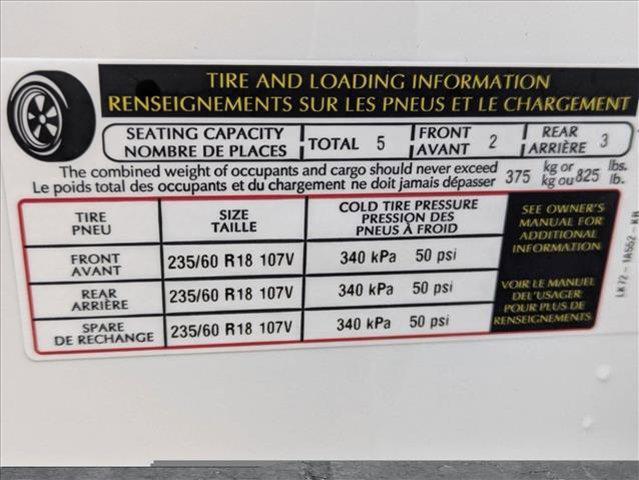 TIRE AND LOADING INFORMATION
RENSEIGNEMENTS SUR LES PNEUS ET LE CHARGEMENT
SEATING CAPACITY
NOMBRE DE PLACES
TOTAL 5
FRONT
AVANT 2
REAR
ARRIÈRE 3
The combined weight of occupants and cargo should never exceed 375 kg or 825 lbs.
Le poids total des occupants et du chargement ne doit jamais dépasser kg ou lb.
TIRE
PNEU
SIZE
TAILLE
COLD TIRE PRESSURE
PRESSION DES
PNEUS À FROID
FRONT
AVANT
235/60 R18 107V
340 kPa 50 psi
REAR
ARRIÈRE
235/60 R18 107V
340 kPa 50 psi
SPARE
DE RECHANGE
235/60 R18 107V
340 kPa 50 psi
SEE OWNER'S
MANUAL FOR
ADDITIONAL
INFORMATION
VOIR LE MANUEL
DE L'USAGER
POUR PLUS DE
RENSEIGNEMENTS